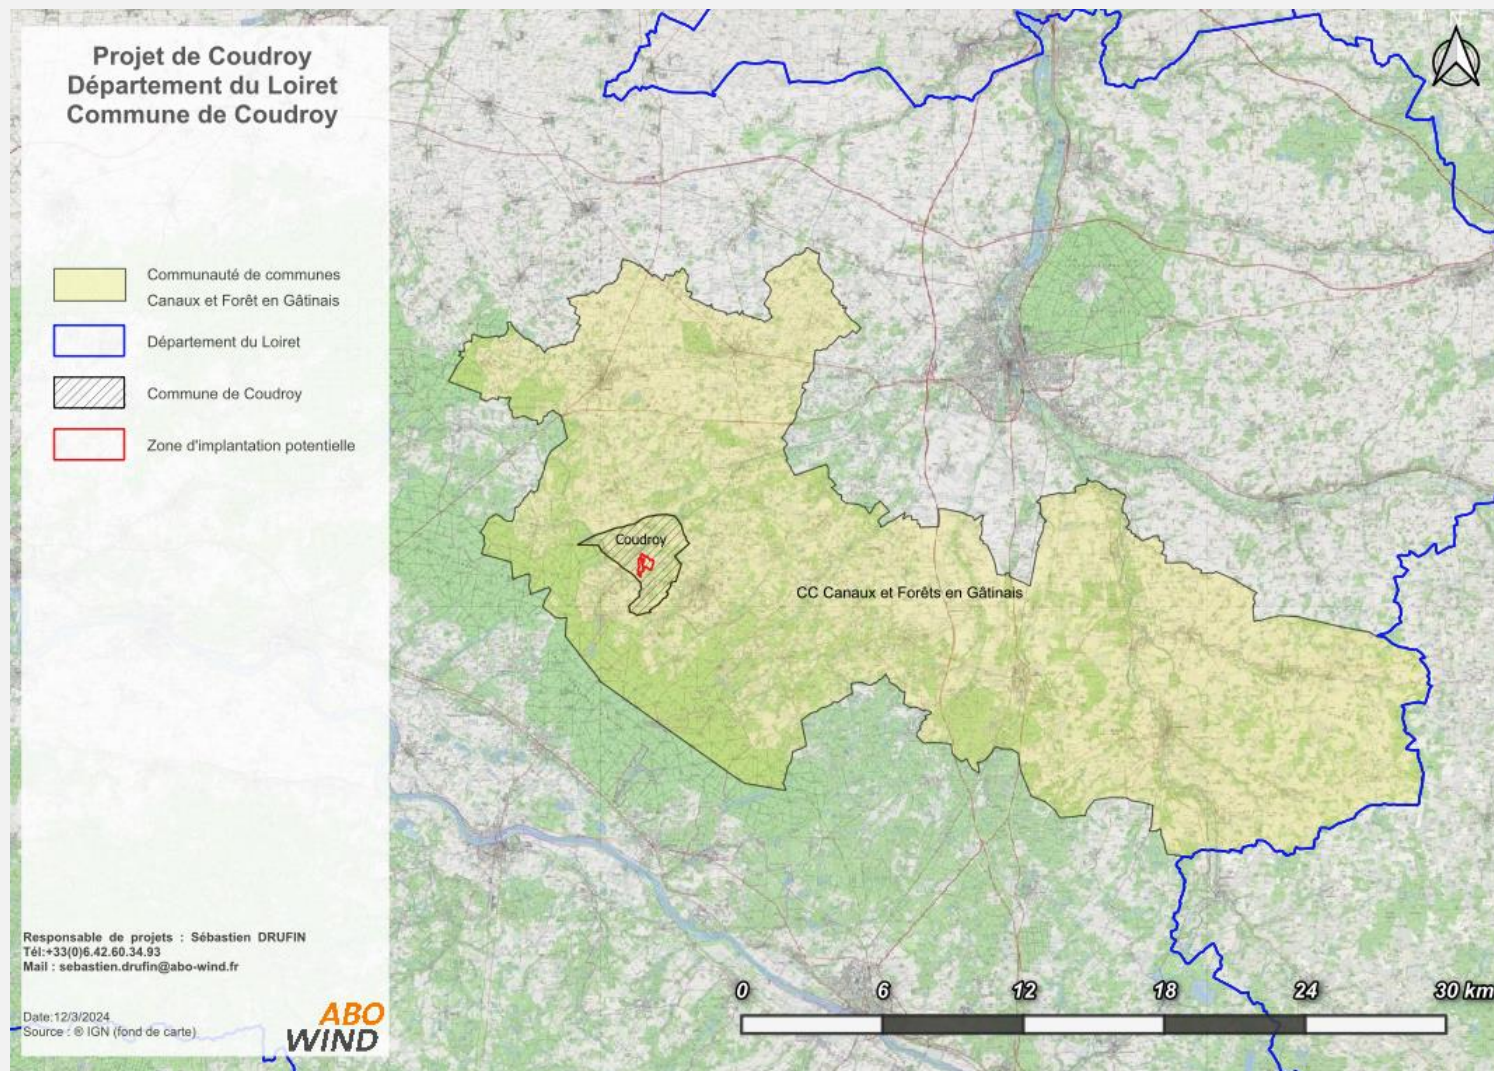 Projet de Coudroy
Département du Loiret
Commune de Coudroy
Communauté de communes
Canaux et Forêt en Gâtinais
Département du Loiret
Commune de Coudroy
Zone d'implantation potentielle
Coudroy
CC Canaux et Forêts en Gâtinais
Responsable de projets : Sébastien DRUFIN
Tél:+33(0)6.42.60.34.93
Mail : sebastien.drufin@abo-wind.fr
Date:12/3/2024
Source : ® IGN (fond de carte)
ABO
WIND
0 6 12 18 24 30 km